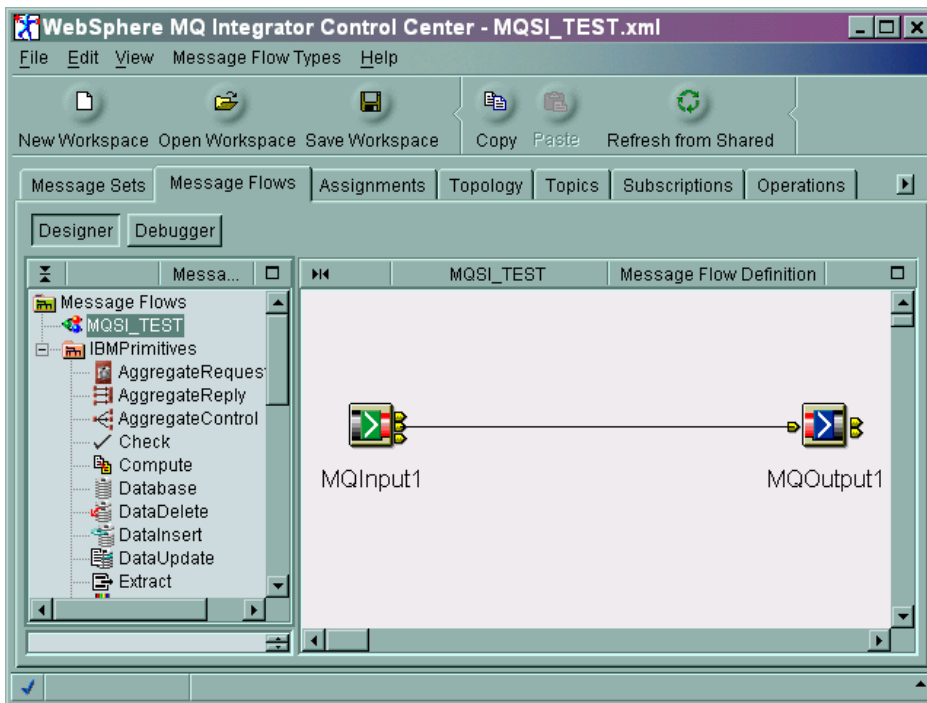 WebSphere MQ Integrator Control Center - MQSI_TEST.xml
File Edit View Message Flow Types Help
New Workspace Open Workspace Save Workspace Copy Paste Refresh from Shared
Message Sets Message Flows Assignments Topology Topics Subscriptions Operations
Designer Debugger
Messa... MQSI_TEST Message Flow Definition
Message Flows
MQSI_TEST
IBMPrimitives
AggregateReques
AggregateReply
AggregateControl
Check
Compute
Database
DataDelete
DataInsert
DataUpdate
Extract
MQInput1 MQOutput1